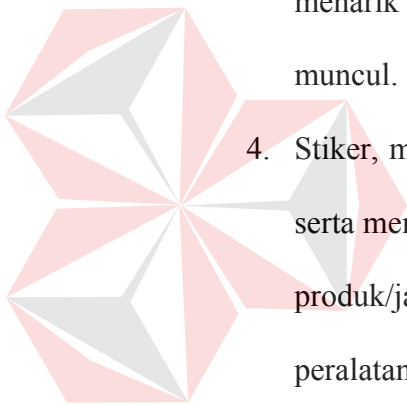 menarik
muncul.
4. Stiker, m
serta me
produk/ja
peralatan